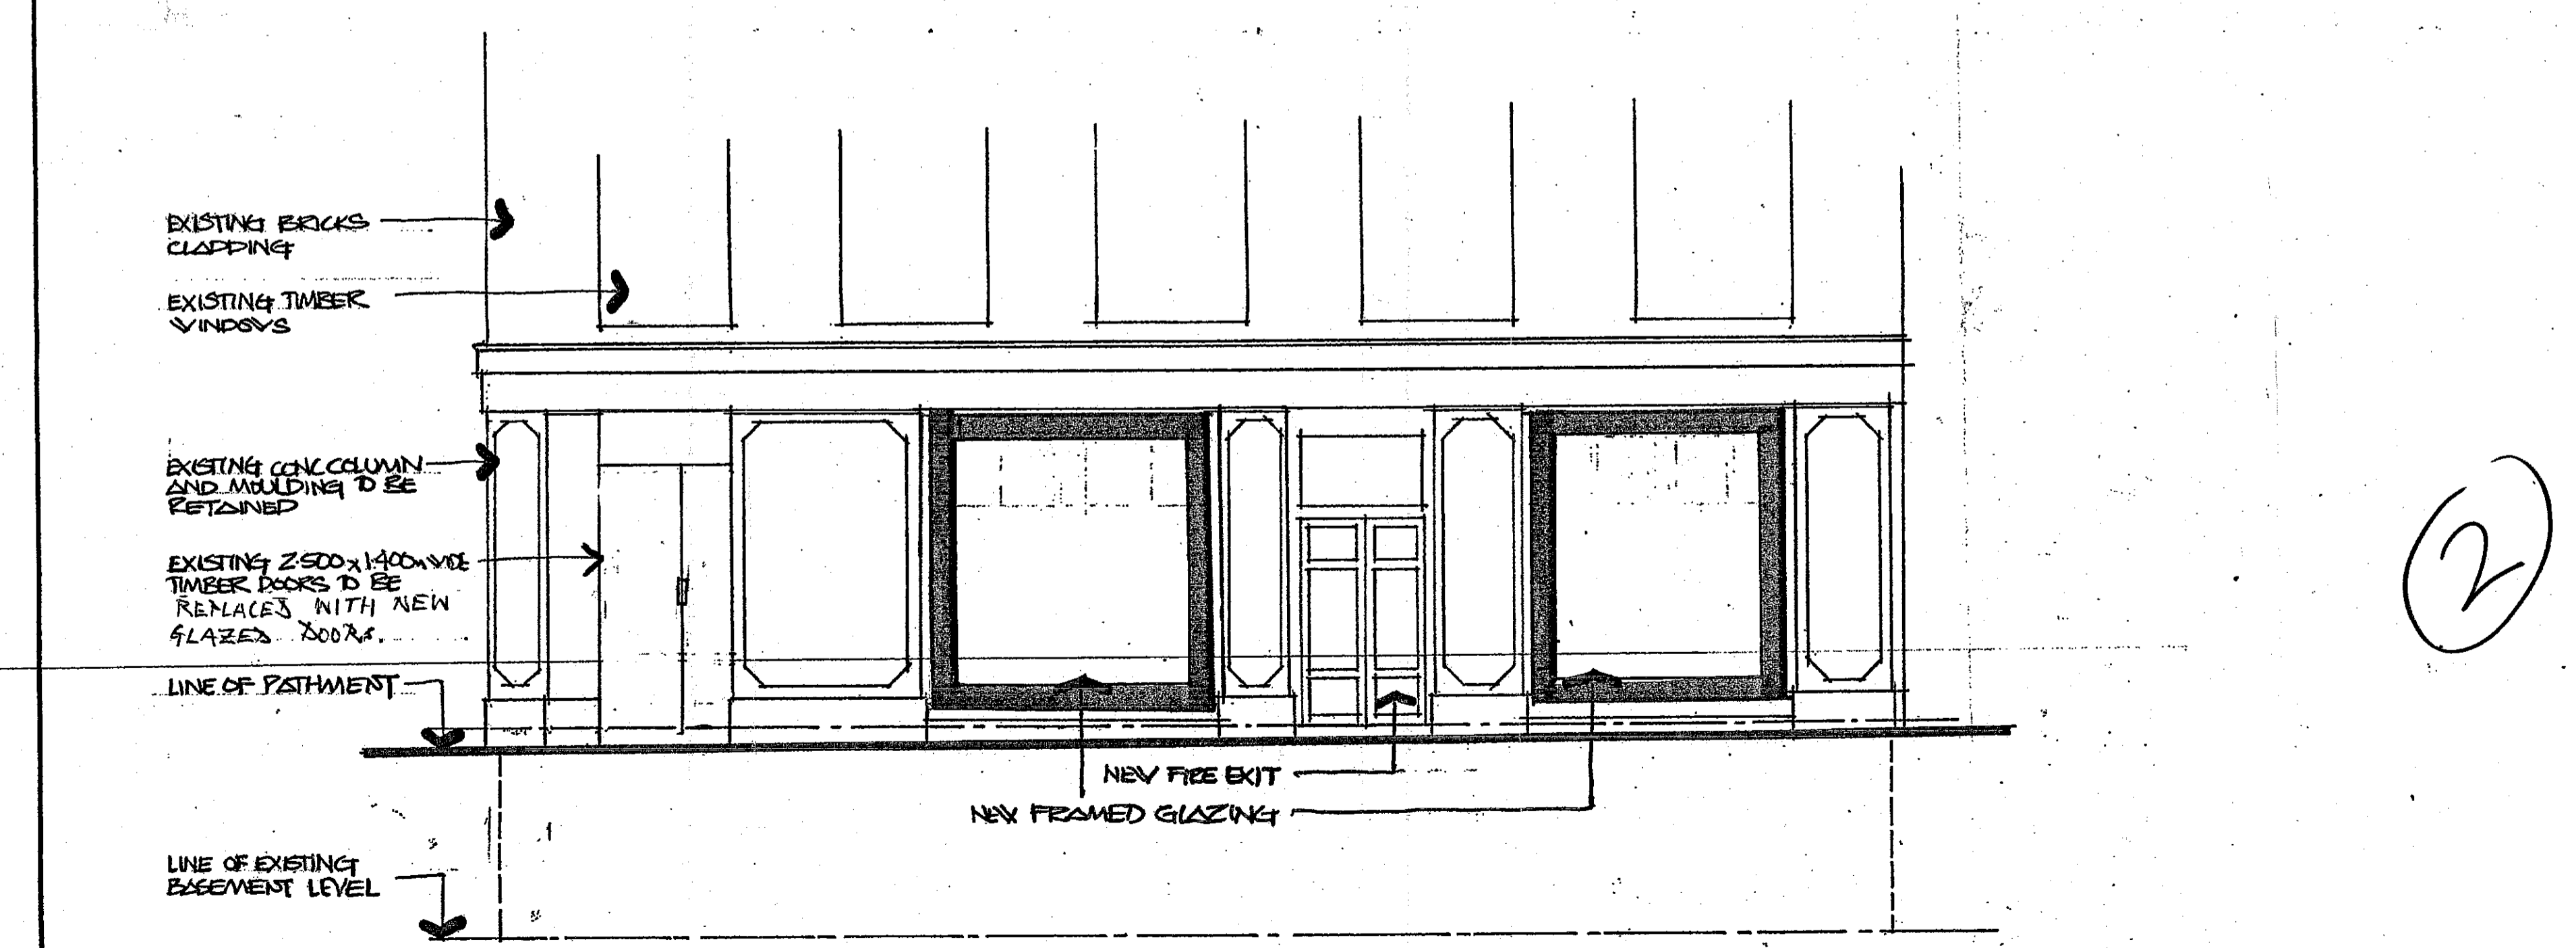 EXISTING BRICKS
CLADDING
EXISTING TIMBER
WINDOWS
EXISTING CONC COLUMN
AND MOULDING TO BE
RETAINED
EXISTING 2.500 x 1.400m WIDE
TIMBER DOORS TO BE
REPLACED WITH NEW
GLAZED DOORS.
LINE OF PATHMENT
NEW FIRE EXIT
NEW FRAMED GLAZING
LINE OF EXISTING
BASEMENT LEVEL
2